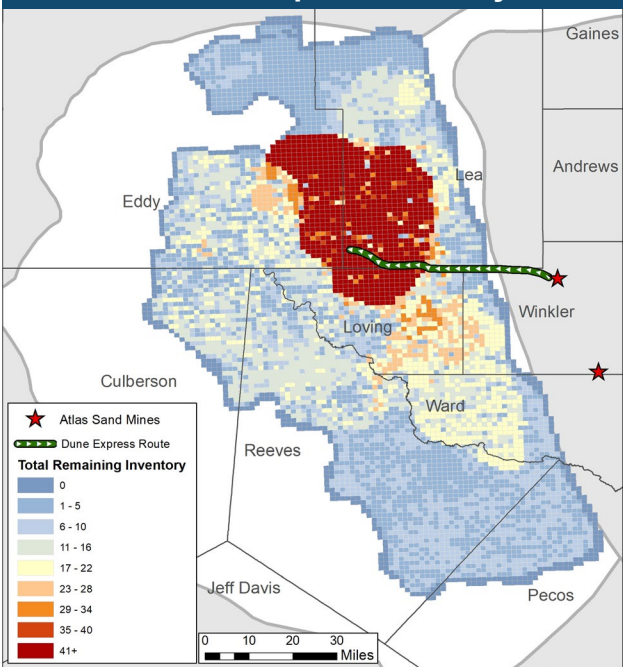 Gaines
Andrews
Lea
Eddy
Winkler
Loving
Culberson
Ward
Reeves
Jeff Davis
Pecos
Atlas Sand Mines
Dune Express Route
Total Remaining Inventory
0
1 - 5
6 - 10
11 - 16
17 - 22
23 - 28
29 - 34
35 - 40
41+
0 10 20 30
Miles